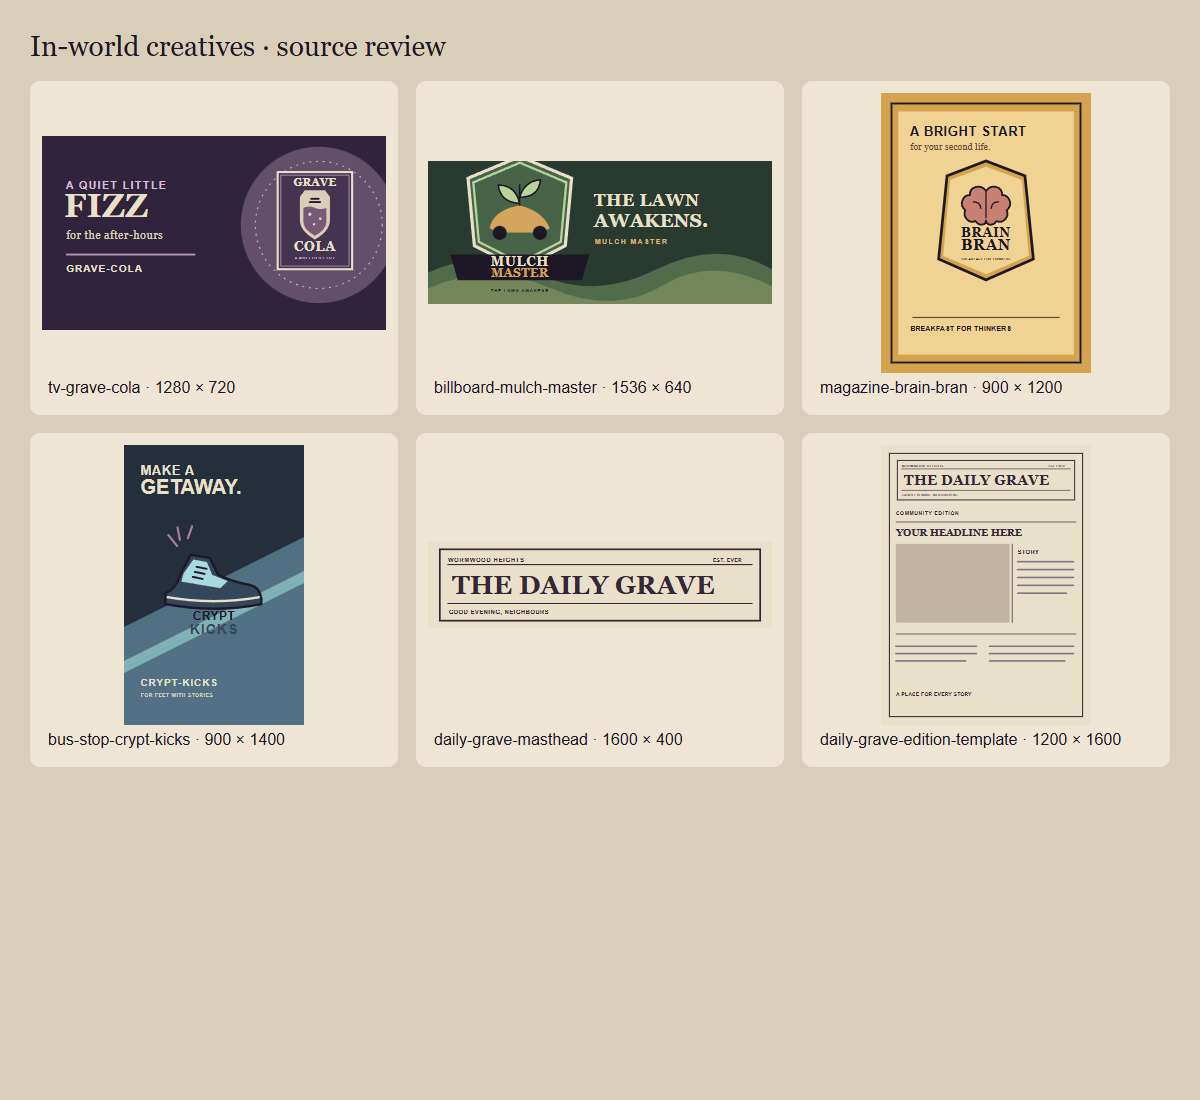 In-world creatives · source review
A QUIET LITTLE
FIZZ
for the after-hours
GRAVE-COLA
GRAVE
COLA
tv-grave-cola · 1280 × 720
THE LAWN
AWAKENS.
MULCH MASTER
MULCH
MASTER
THE LAWN AWAKENS
billboard-mulch-master · 1536 × 640
A BRIGHT START
for your second life.
BRAIN
BRAN
BREAKFAST FOR THINKERS
magazine-brain-bran · 900 × 1200
MAKE A
GETAWAY.
CRYPT
KICKS
CRYPT-KICKS
FOR FEET WITH STORIES
bus-stop-crypt-kicks · 900 × 1400
WORMWOOD HEIGHTS
EST. EVER
THE DAILY GRAVE
GOOD EVENING, NEIGHBOURS
daily-grave-masthead · 1600 × 400
THE DAILY GRAVE
COMMUNITY EDITION
YOUR HEADLINE HERE
STORY
A PLACE FOR EVERY STORY
daily-grave-edition-template · 1200 × 1600